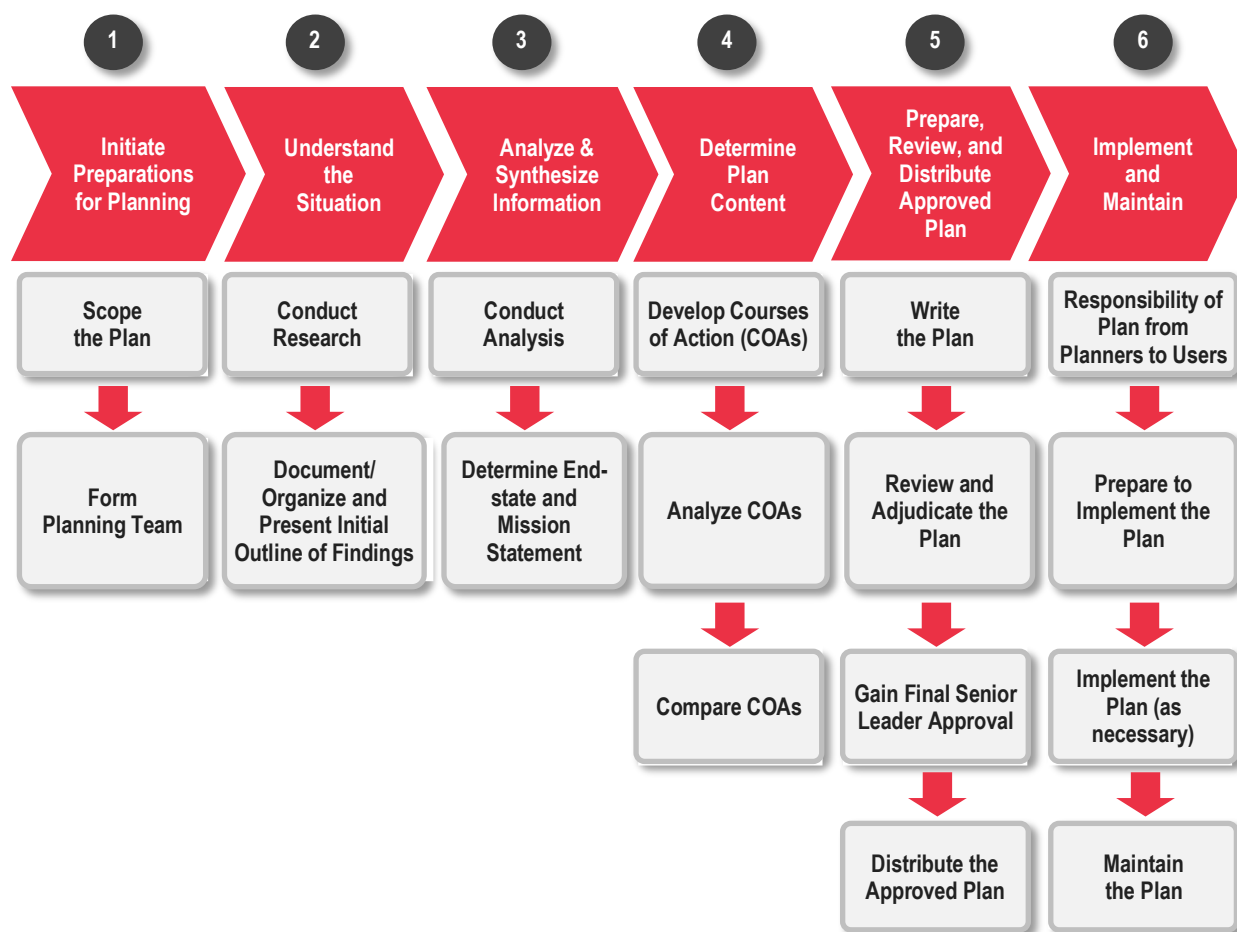 1
2
3
4
5
6
Initiate
Preparations
for Planning
Understand
the
Situation
Analyze &
Synthesize
Information
Determine
Plan
Content
Prepare,
Review, and
Distribute
Approved
Plan
Implement
and
Maintain
Scope
the Plan
Conduct
Research
Conduct
Analysis
Develop Courses
of Action (COAs)
Write
the Plan
Responsibility of
Plan from
Planners to Users
Form
Planning Team
Document/
Organize and
Present Initial
Outline of Findings
Determine End-
state and
Mission
Statement
Analyze COAs
Review and
Adjudicate the
Plan
Prepare to
Implement the
Plan
Compare COAs
Gain Final Senior
Leader Approval
Implement the
Plan (as
necessary)
Distribute the
Approved Plan
Maintain
the Plan